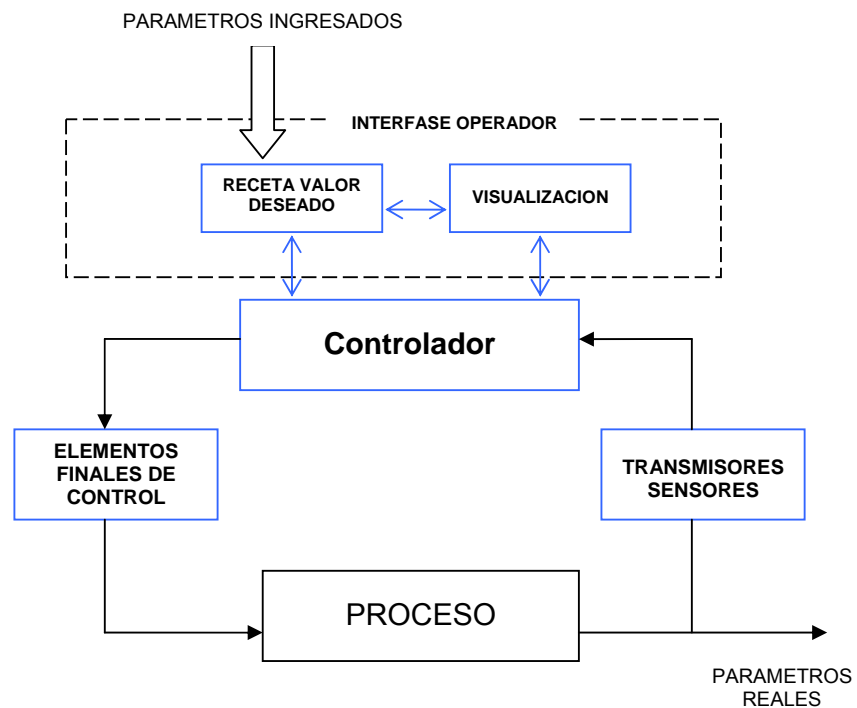 PARAMETROS INGRESADOS
INTERFASE OPERADOR
RECETA VALOR
DESEADO
VISUALIZACION
Controlador
ELEMENTOS
FINALES DE
CONTROL
TRANSMISORES
SENSORES
PROCESO
PARAMETROS
REALES